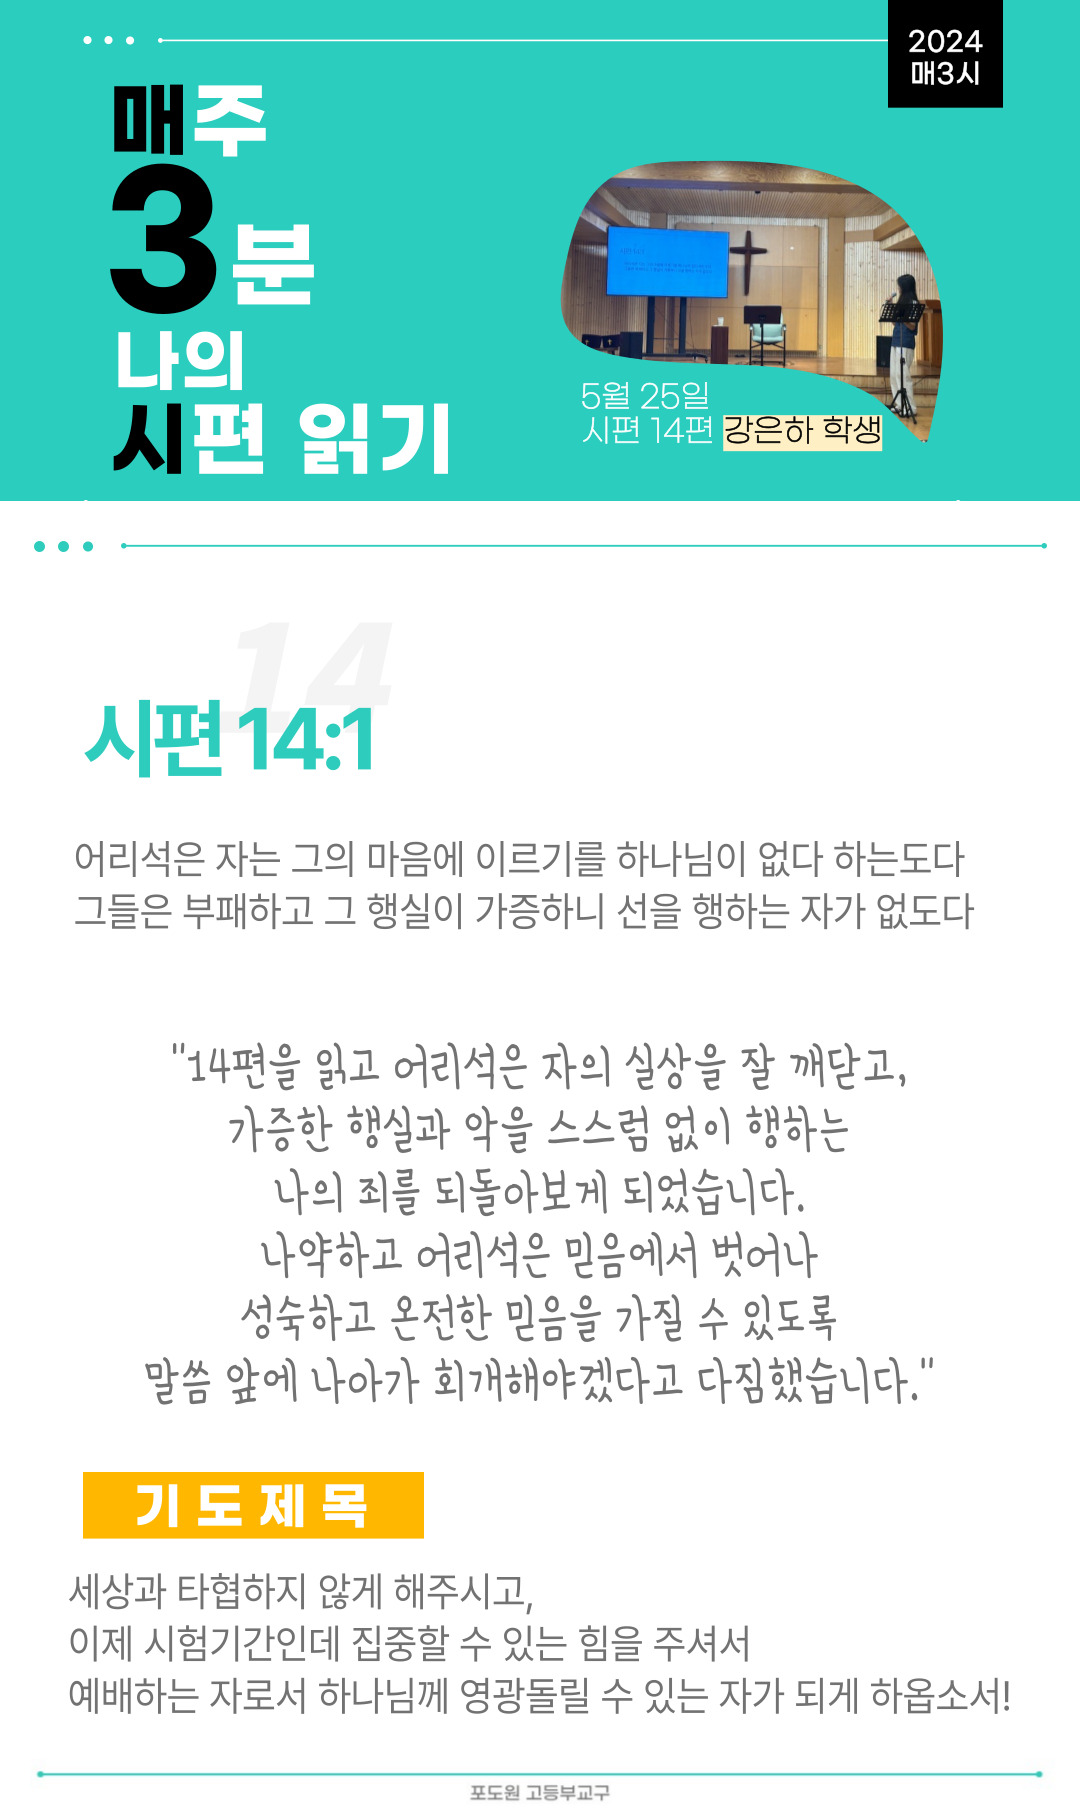 2024
매3시
매주
3분
나의
시편 읽기
5월 25일
시편 14편 강은하 학생
14
시편 14:1
어리석은 자는 그의 마음에 이르기를 하나님이 없다 하는도다
그들은 부패하고 그 행실이 가증하니 선을 행하는 자가 없도다
"14편을 읽고 어리석은 자의 실상을 잘 깨닫고,
가증한 행실과 악을 스스럼 없이 행하는
나의 죄를 되돌아보게 되었습니다.
나약하고 어리석은 믿음에서 벗어나
성숙하고 온전한 믿음을 가질 수 있도록
말씀 앞에 나아가 회개해야겠다고 다짐했습니다."
기도제목
세상과 타협하지 않게 해주시고,
이제 시험기간인데 집중할 수 있는 힘을 주셔서
예배하는 자로서 하나님께 영광돌릴 수 있는 자가 되게 하옵소서!
포도원 고등부교구